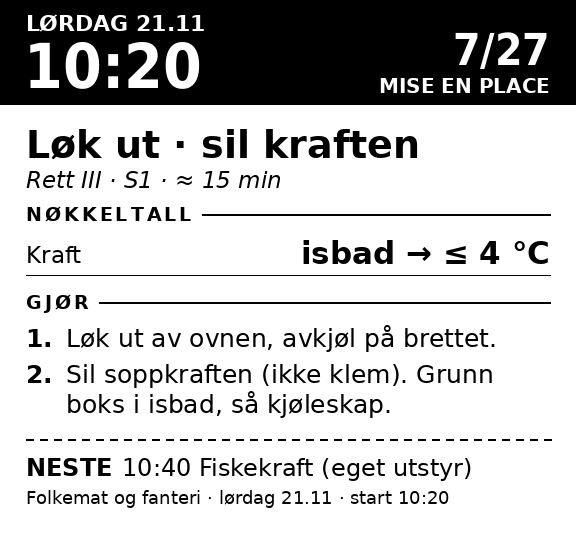 LØRDAG 21.11
10:20
7/27
MISE EN PLACE
Løk ut · sil kraften
Rett III · S1 · ≈ 15 min
NØKKELTALL
Kraft isbad → ≤ 4 °C
GJØR
1. Løk ut av ovnen, avkjøl på brettet.
2. Sil soppkraften (ikke klem). Grunn
boks i isbad, så kjøleskap.
NESTE 10:40 Fiskekraft (eget utstyr)
Folkemat og fanteri · lørdag 21.11 · start 10:20